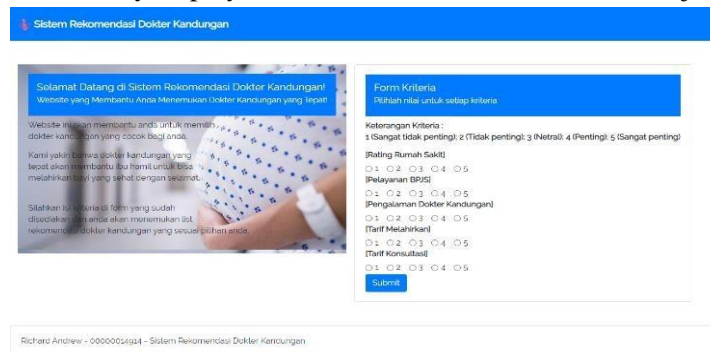 Sistem Rekomendasi Dokter Kandungan
Selamat Datang di Sistem Rekomendasi Dokter Kandungan!
Website yang Membantu Anda Menemukan Dokter Kandungan yang Tepat!
Website ini akan membantu anda untuk memilih
dokter kandungan yang cocok bagi anda.
Kami yakin bahwa dokter kandungan yang
tepat akan membantu ibu hamil untuk bisa
melahirkan bayi yang sehat dengan selamat.
Silahkan isi kriteria di form yang sudah
disediakan dan anda akan menemukan list
rekomendasi dokter kandungan yang sesuai pilihan anda.
Form Kriteria
Pilihlah nilai untuk setiap kriteria
Keterangan Kriteria :
1 (Sangat tidak penting); 2 (Tidak penting); 3 (Netral); 4 (Penting); 5 (Sangat penting)
[Rating Rumah Sakit]
1 2 3 4 5
[Pelayanan BPJS]
1 2 3 4 5
[Pengalaman Dokter Kandungan]
1 2 3 4 5
[Tarif Melahirkan]
1 2 3 4 5
[Tarif Konsultasi]
1 2 3 4 5
Submit
Richard Andrew - 00000014914 - Sistem Rekomendasi Dokter Kandungan